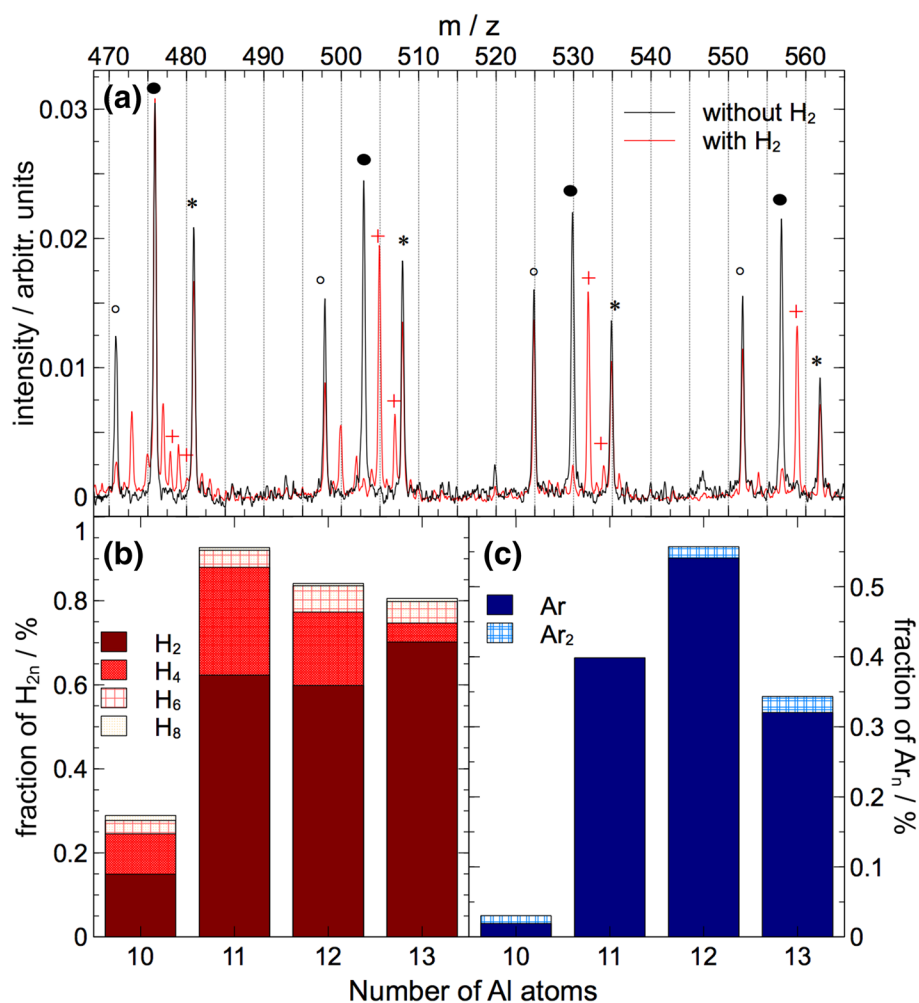 m / z
470 480 490 500 510 520 530 540 550 560
(a)
without H₂
with H₂
0.03
0.02
0.01
0
intensity / arbitr. units
* * * *
+ + + + + + +
(b)
1
0.8
0.6
0.4
0.2
0
fraction of H₂ₙ / %
H₂
H₄
H₆
H₈
10 11 12 13
(c)
Ar
Ar₂
0.5
0.4
0.3
0.2
0.1
0
fraction of Arₙ / %
10 11 12 13
Number of Al atoms